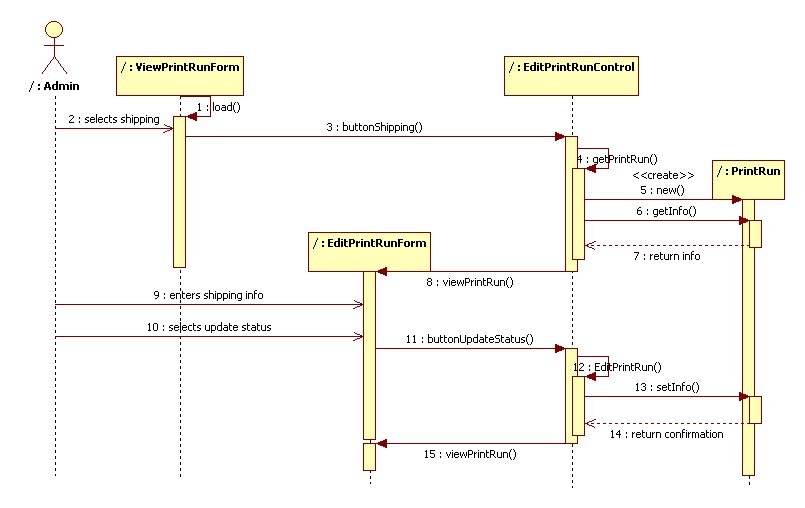 / : Admin
/ : ViewPrintRunForm
/ : EditPrintRunControl
1 : load()
2 : selects shipping
3 : buttonShipping()
4 : getPrintRun()
/ : PrintRun
<<create>>
5 : new()
6 : getInfo()
7 : return info
/ : EditPrintRunForm
8 : viewPrintRun()
9 : enters shipping info
10 : selects update status
11 : buttonUpdateStatus()
12 : EditPrintRun()
13 : setInfo()
14 : return confirmation
15 : viewPrintRun()